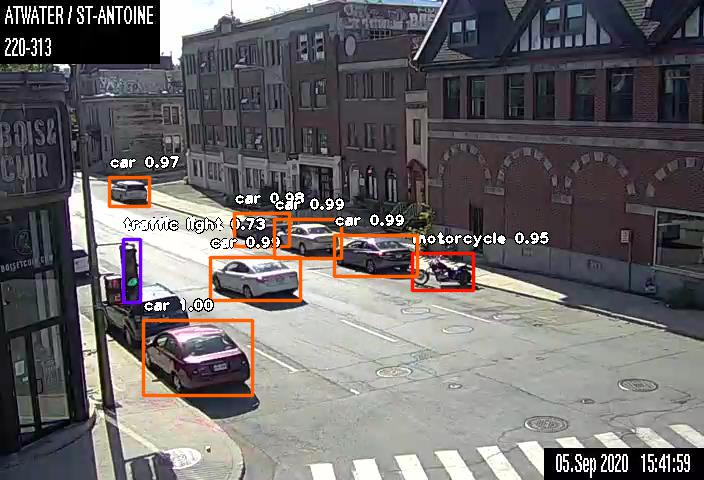 ATWATER / ST-ANTOINE
220-313
BOIS&
CUIR
car 0.97
car 0.98
car 0.99
traffic light 0.73
car 0.99
car 0.99
motorcycle 0.95
car 1.00
BOISETCUIR.COM
05.Sep 2020 15:41:59